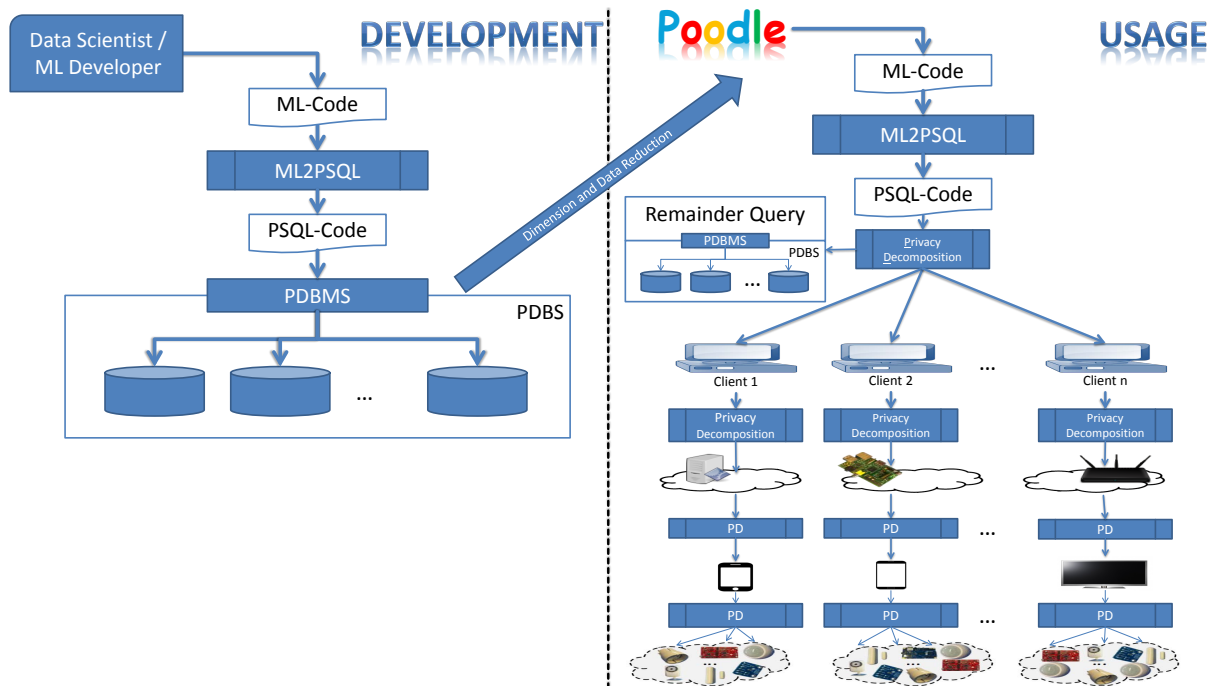 Data Scientist /
ML Developer
DEVELOPMENT
ML-Code
ML2PSQL
PSQL-Code
PDBMS
PDBS
...
Dimension and Data Reduction
Poodle
USAGE
ML-Code
ML2PSQL
PSQL-Code
Remainder Query
PDBMS
PDBS
...
Privacy
Decomposition
Client 1
Client 2
...
Client n
Privacy
Decomposition
Privacy
Decomposition
Privacy
Decomposition
PD
PD
...
PD
PD
PD
...
PD
...
...
...